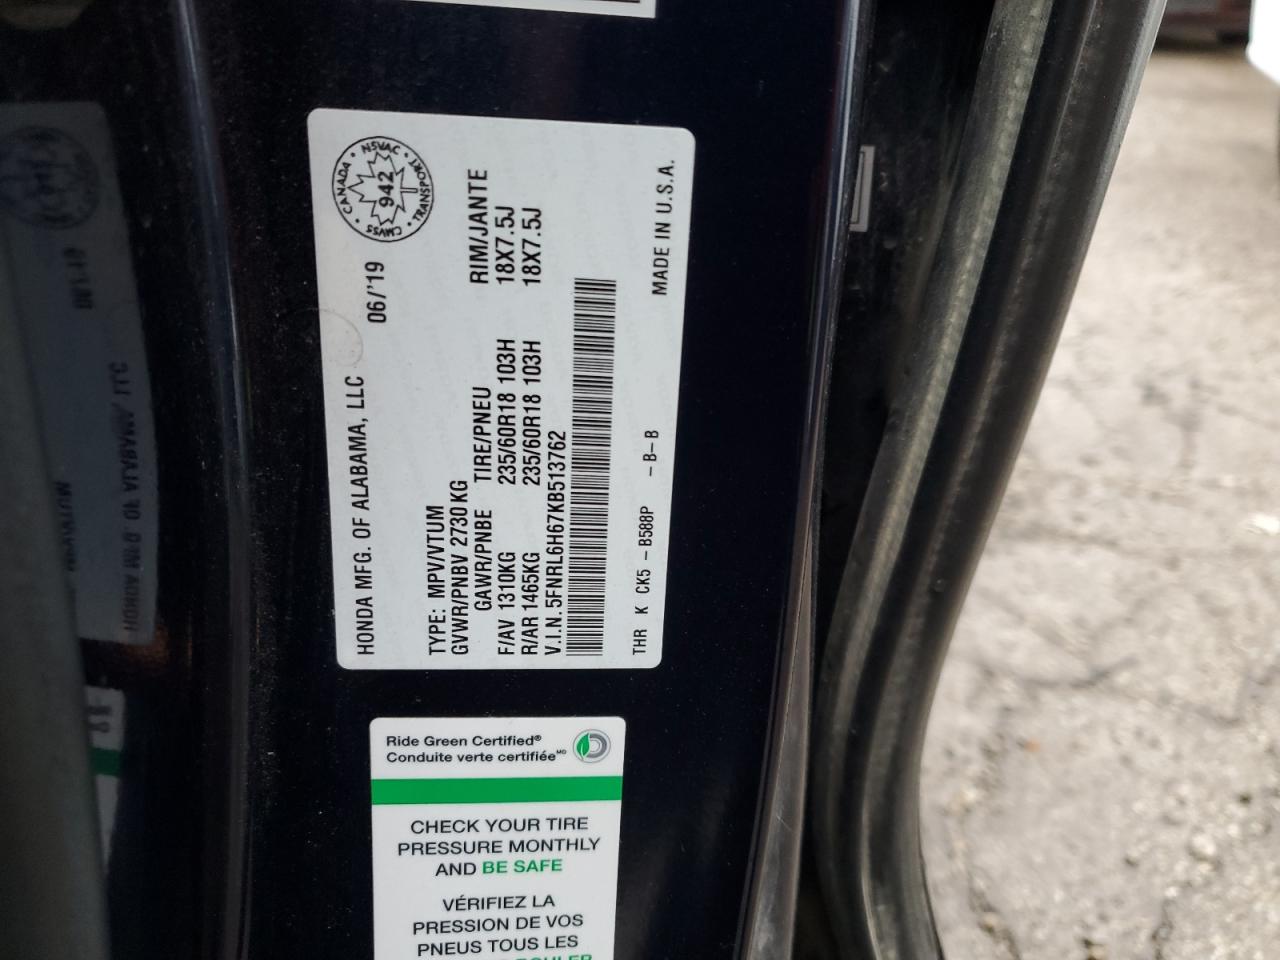 HONDA MFG. OF ALABAMA, LLC 06/'19
CANADA • NSVAC • TRANSPORT • CMVSS •
942
TYPE: MPV/VTUM
GVWR/PNBV 2730KG
GAWR/PNBE TIRE/PNEU RIM/JANTE
F/AV 1310KG 235/60R18 103H 18X7.5J
R/AR 1465KG 235/60R18 103H 18X7.5J
V.I.N. 5FNRL6H67KB513762
THR K CK5 - B588P - B- B MADE IN U.S.A.
Ride Green Certified®
Conduite verte certifiée MD
CHECK YOUR TIRE
PRESSURE MONTHLY
AND BE SAFE
VÉRIFIEZ LA
PRESSION DE VOS
PNEUS TOUS LES